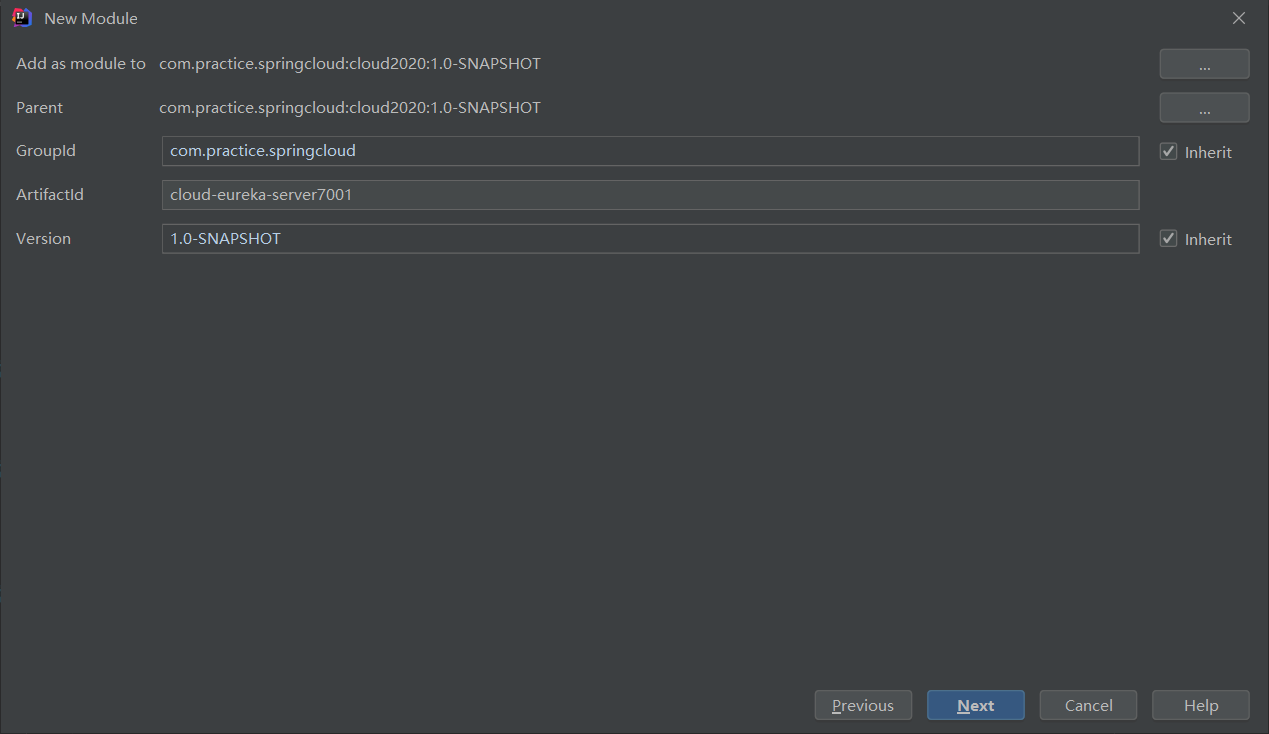 New Module
Add as module to com.practice.springcloud:cloud2020:1.0-SNAPSHOT ...
Parent com.practice.springcloud:cloud2020:1.0-SNAPSHOT ...
GroupId com.practice.springcloud Inherit
ArtifactId cloud-eureka-server7001
Version 1.0-SNAPSHOT Inherit
Previous Next Cancel Help